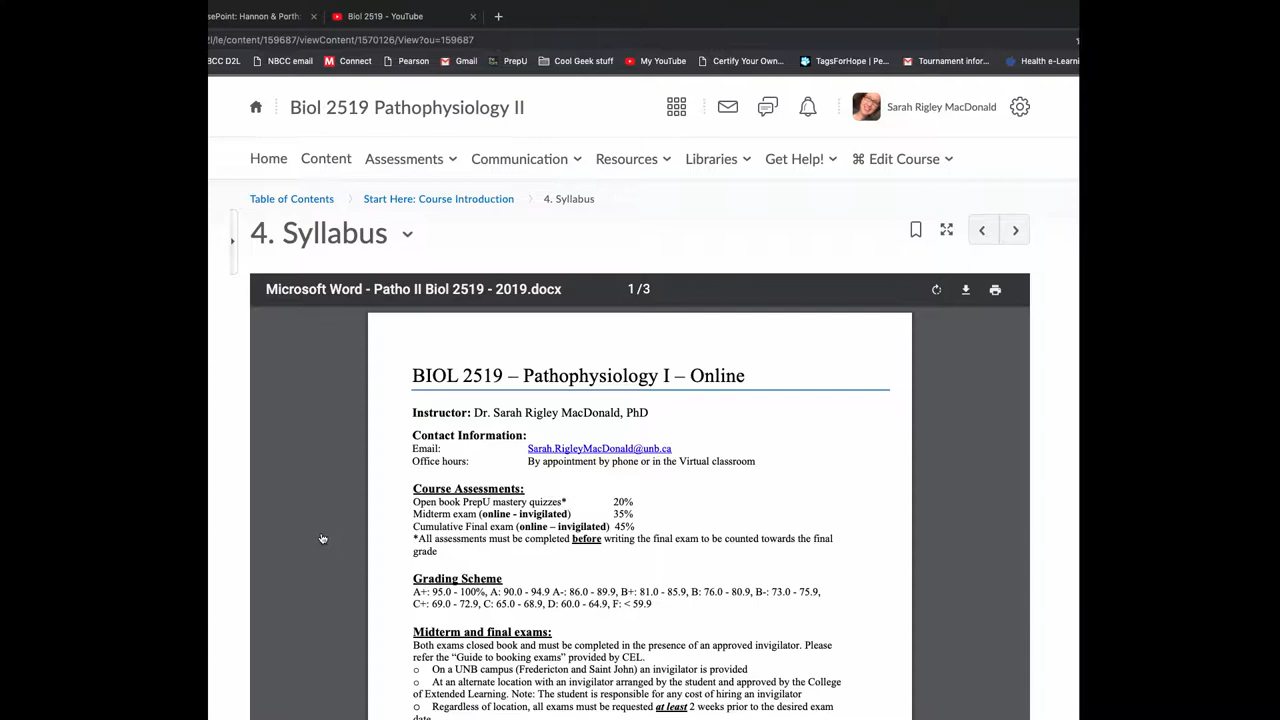 sePoint: Hannon & Porth: × Biol 2519 - YouTube × +
l/le/content/159687/viewContent/1570126/View?ou=159687
BCC D2L NBCC email Connect Pearson Gmail PrepU Cool Geek stuff My YouTube Certify Your Own... TagsForHope | Pe... Tournament infor... Health e-Learni
Biol 2519 Pathophysiology II Sarah Rigley MacDonald
Home Content Assessments Communication Resources Libraries Get Help! ⌘ Edit Course
Table of Contents Start Here: Course Introduction 4. Syllabus
4. Syllabus
Microsoft Word - Patho II Biol 2519 - 2019.docx 1/3
BIOL 2519 – Pathophysiology I – Online
Instructor: Dr. Sarah Rigley MacDonald, PhD
Contact Information:
Email: Sarah.RigleyMacDonald@unb.ca
Office hours: By appointment by phone or in the Virtual classroom
Course Assessments:
Open book PrepU mastery quizzes* 20%
Midterm exam (online - invigilated) 35%
Cumulative Final exam (online – invigilated) 45%
*All assessments must be completed before writing the final exam to be counted towards the final
grade
Grading Scheme
A+: 95.0 - 100%, A: 90.0 - 94.9 A-: 86.0 - 89.9, B+: 81.0 - 85.9, B: 76.0 - 80.9, B-: 73.0 - 75.9,
C+: 69.0 - 72.9, C: 65.0 - 68.9, D: 60.0 - 64.9, F: < 59.9
Midterm and final exams:
Both exams closed book and must be completed in the presence of an approved invigilator. Please
refer the “Guide to booking exams” provided by CEL.
o On a UNB campus (Fredericton and Saint John) an invigilator is provided
o At an alternate location with an invigilator arranged by the student and approved by the College
of Extended Learning. Note: The student is responsible for any cost of hiring an invigilator
o Regardless of location, all exams must be requested at least 2 weeks prior to the desired exam
date